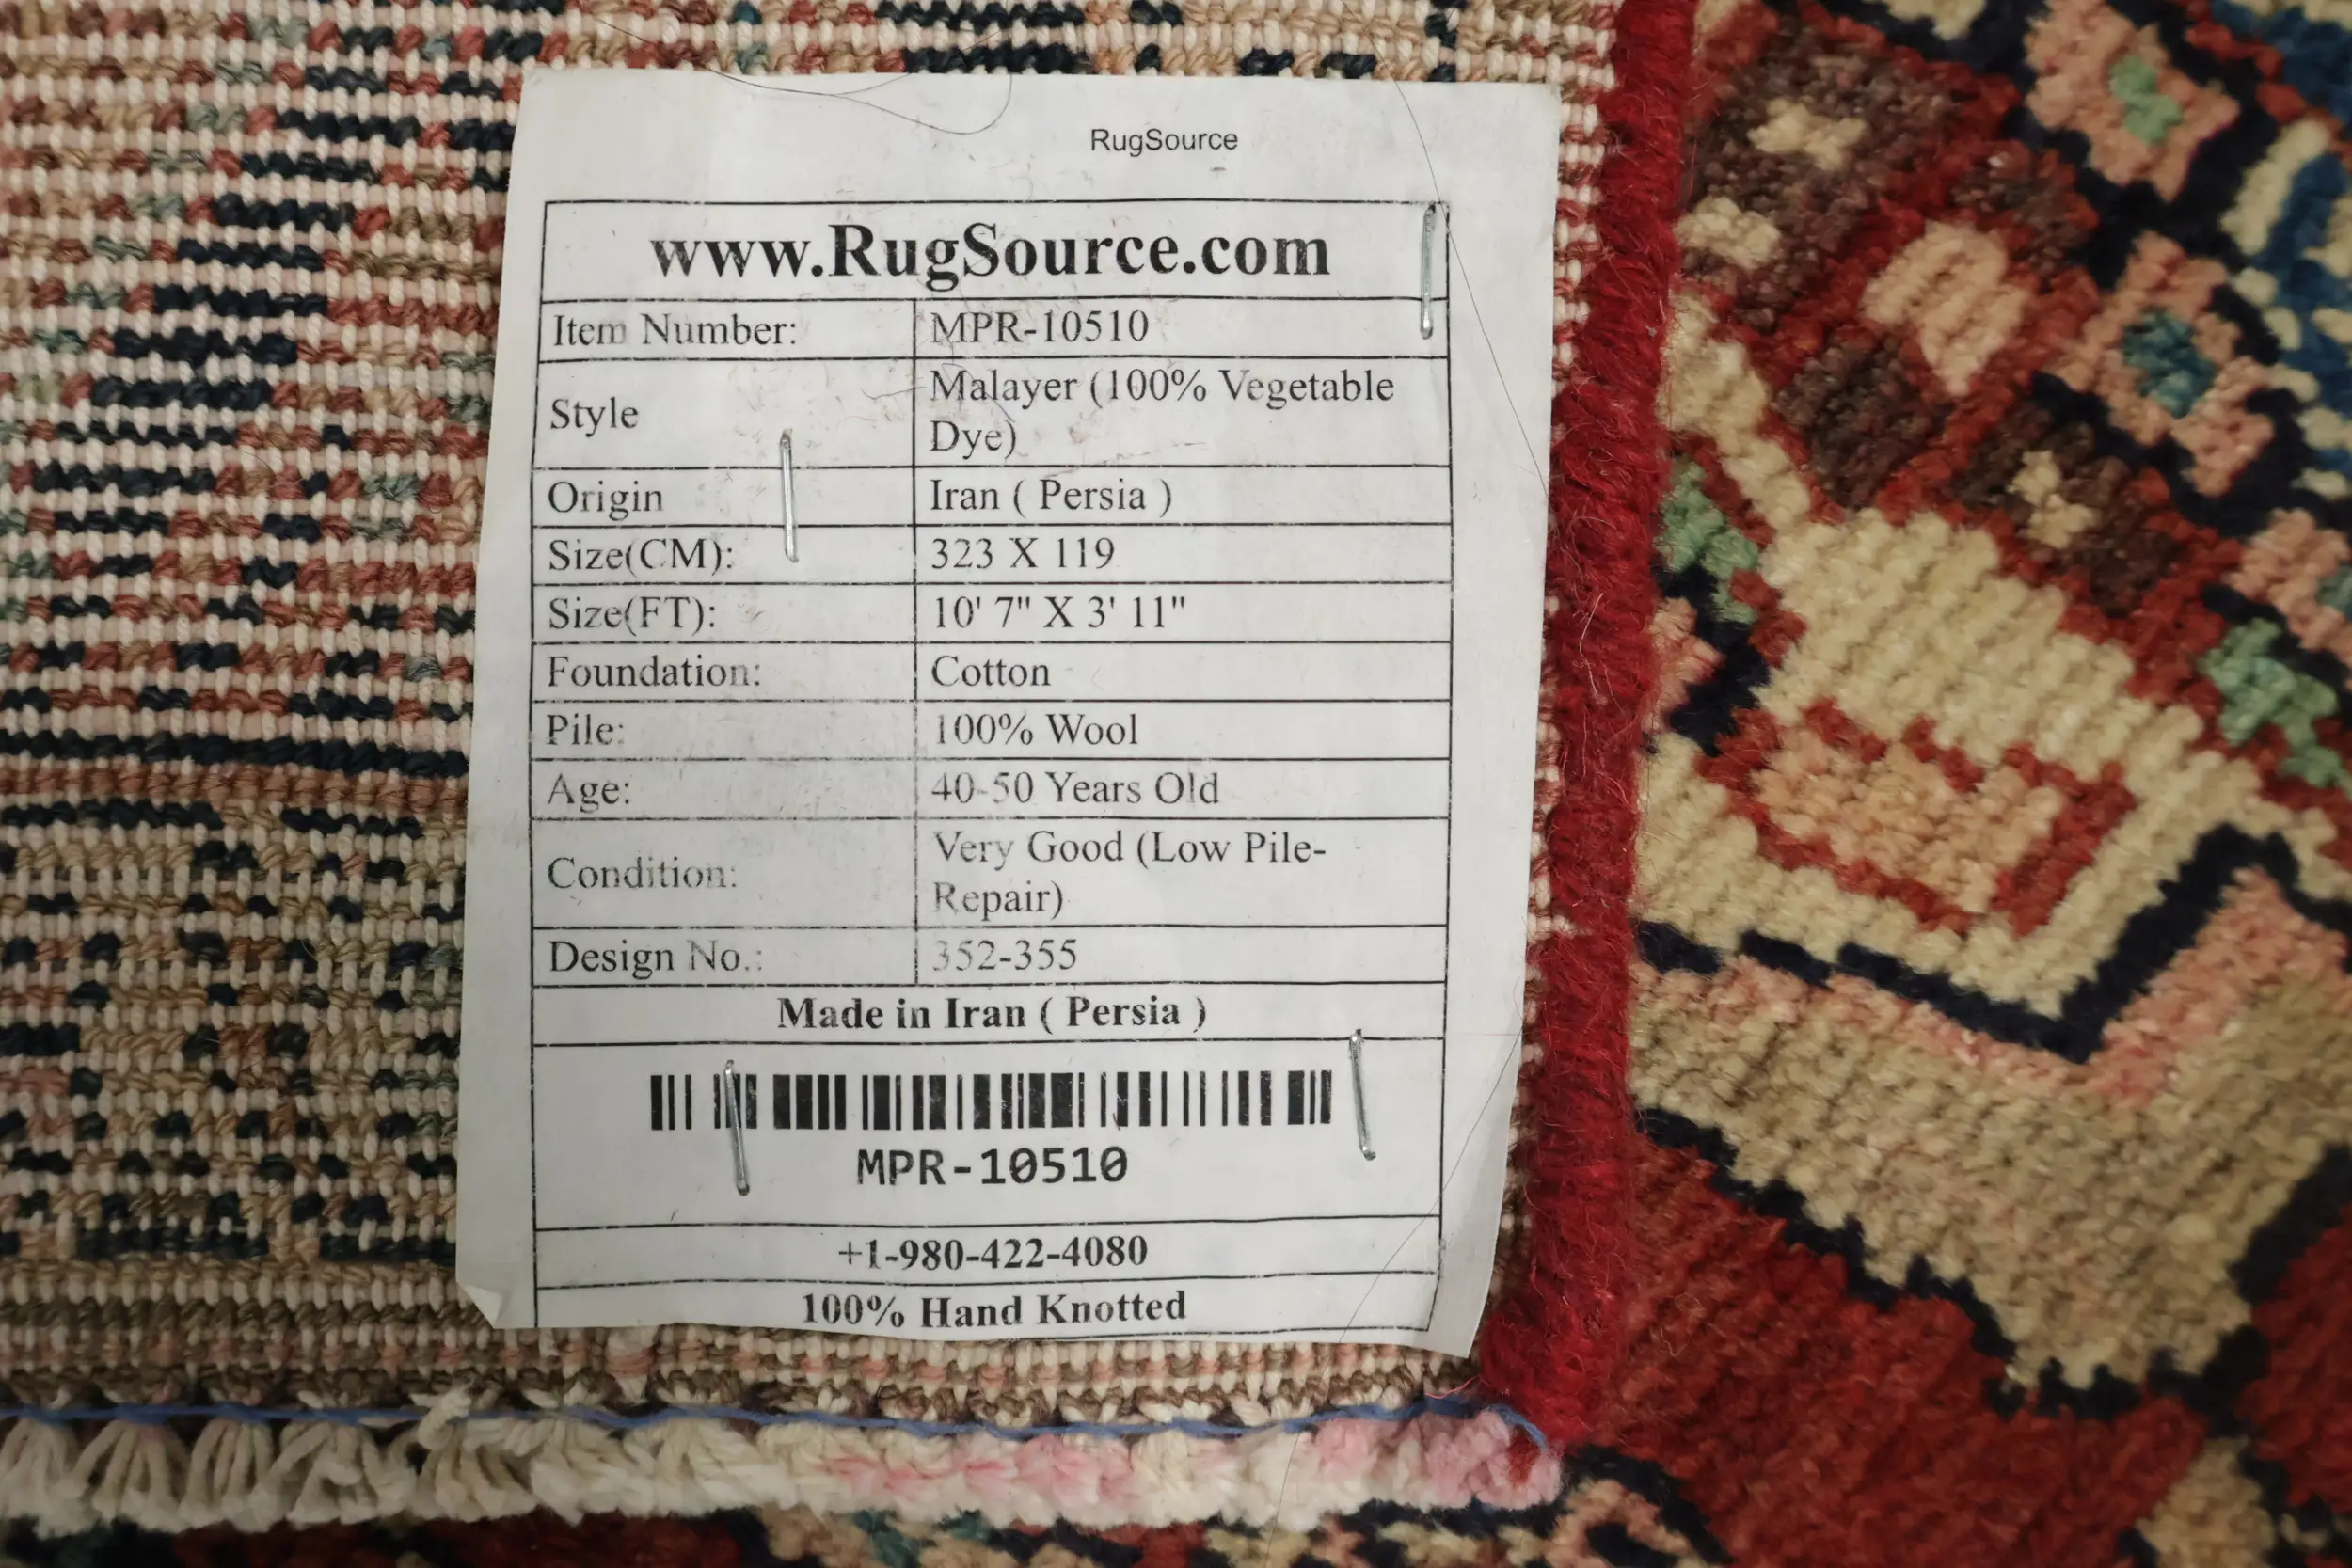 RugSource
www.RugSource.com
Item Number: MPR-10510
Style Malayer (100% Vegetable
Dye)
Origin Iran ( Persia )
Size(CM): 323 X 119
Size(FT): 10' 7" X 3' 11"
Foundation: Cotton
Pile: 100% Wool
Age: 40-50 Years Old
Condition: Very Good (Low Pile-
Repair)
Design No.: 352-355
Made in Iran ( Persia )
MPR-10510
+1-980-422-4080
100% Hand Knotted